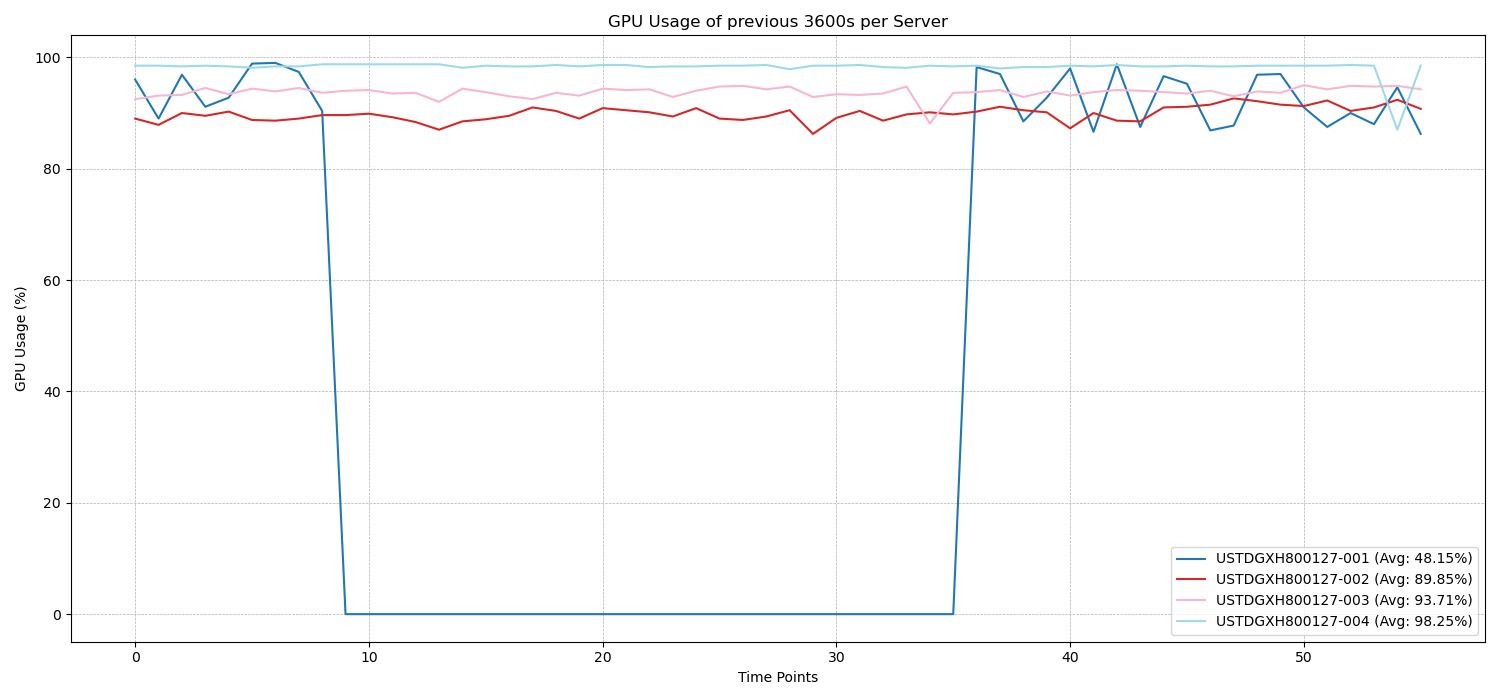 GPU Usage of previous 3600s per Server
GPU Usage (%)
100
80
60
40
20
0
0 10 20 30 40 50
Time Points
USTDGXH800127-001 (Avg: 48.15%)
USTDGXH800127-002 (Avg: 89.85%)
USTDGXH800127-003 (Avg: 93.71%)
USTDGXH800127-004 (Avg: 98.25%)